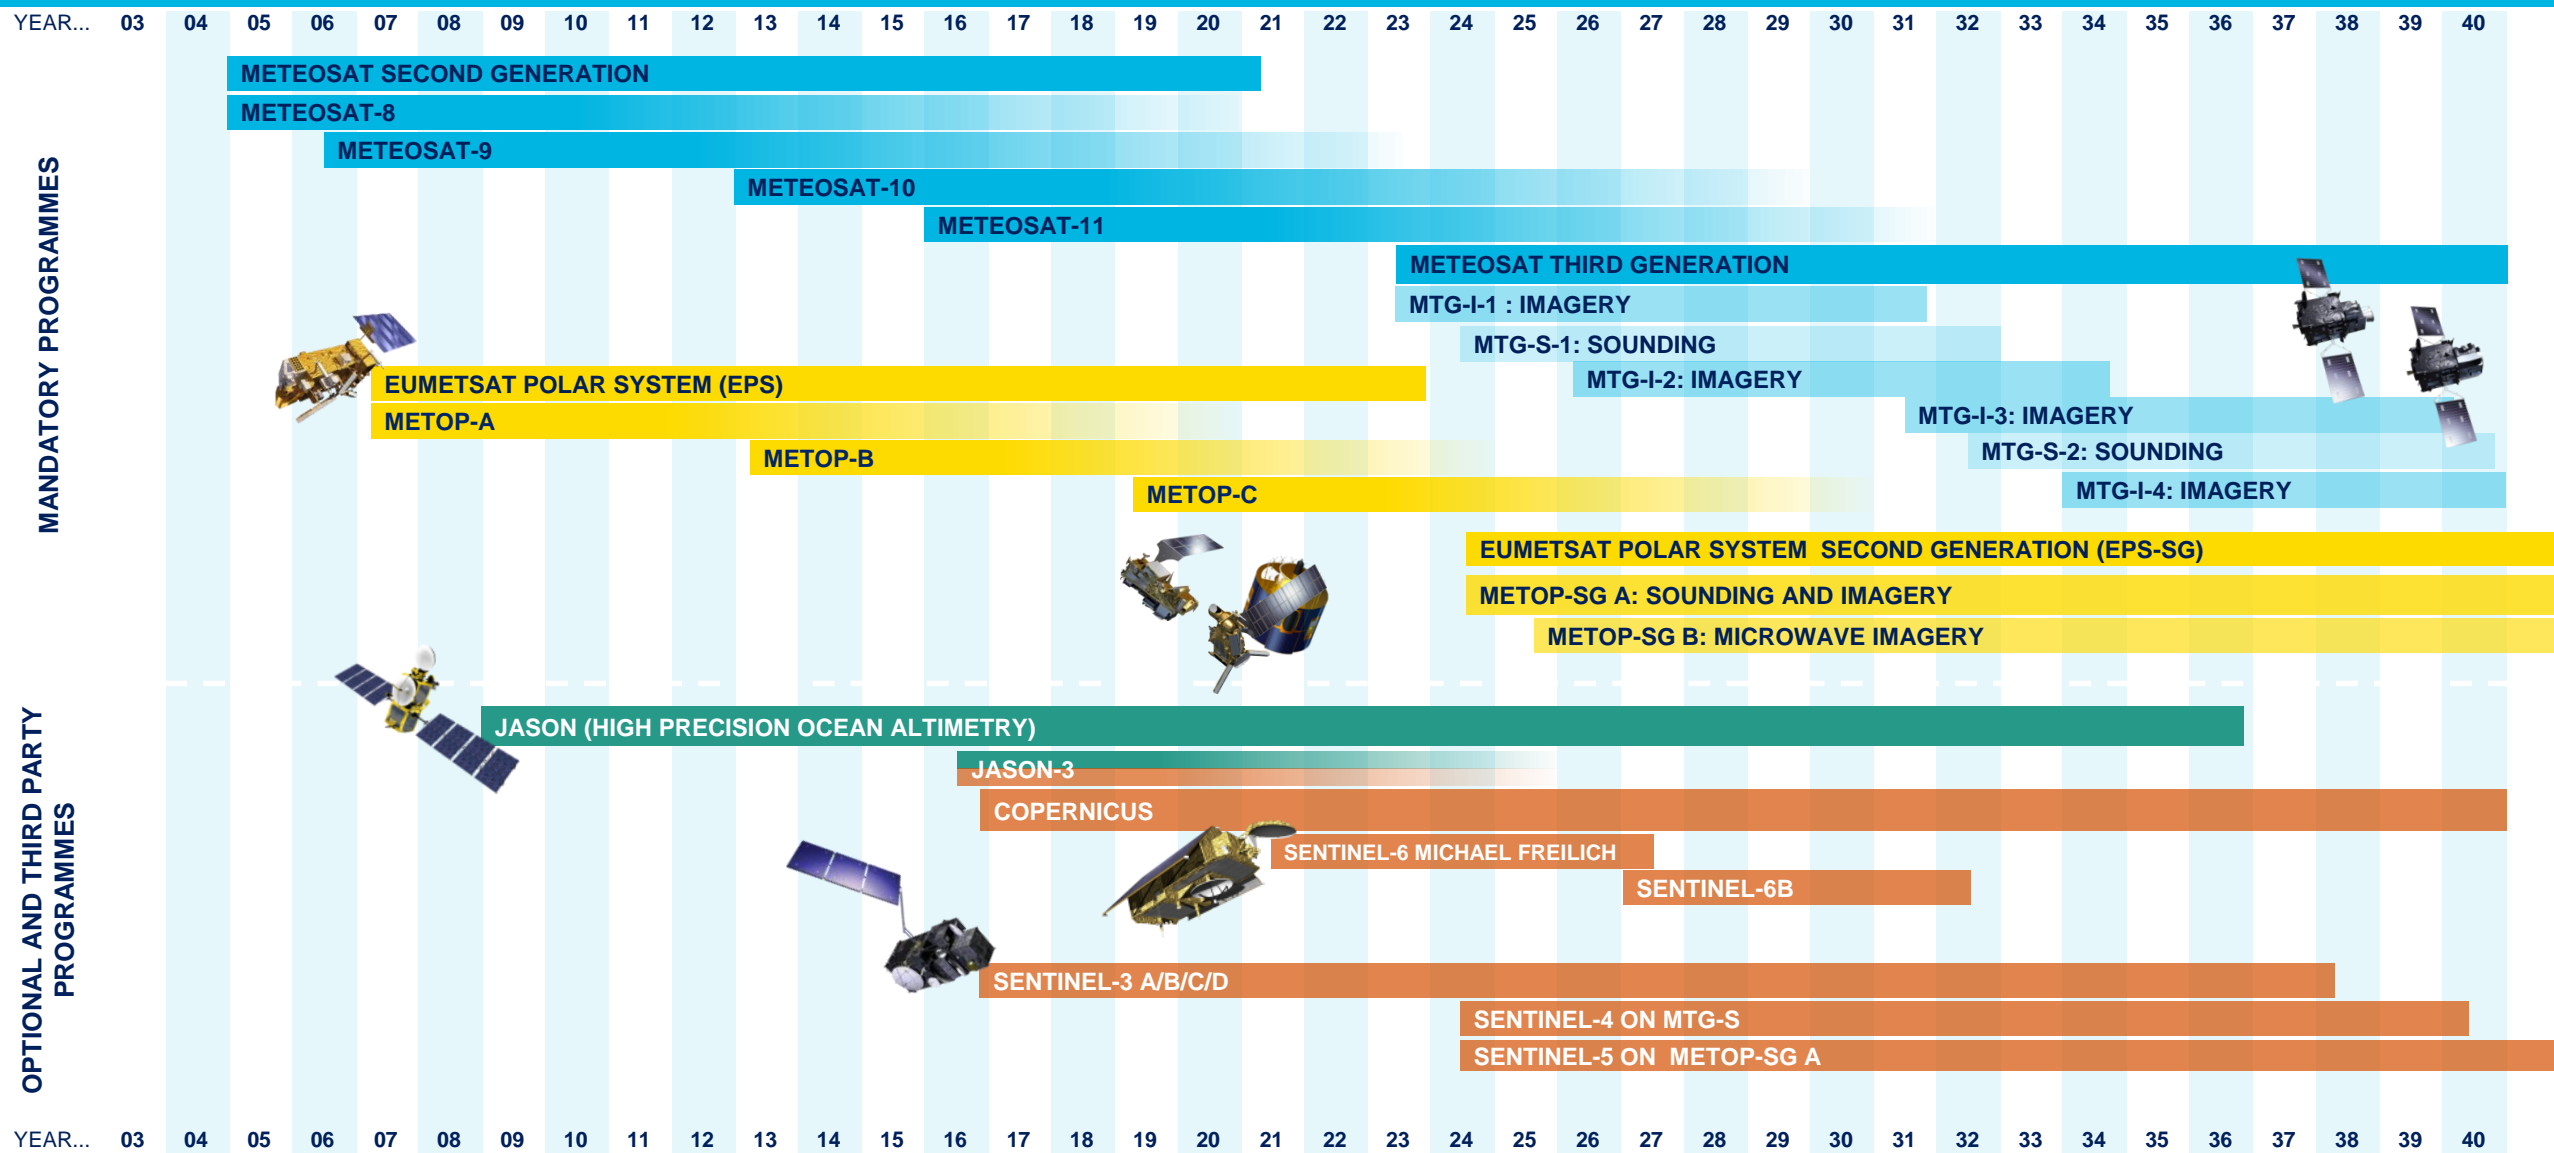 YEAR... 03 04 05 06 07 08 09 10 11 12 13 14 15 16 17 18 19 20 21 22 23 24 25 26 27 28 29 30 31 32 33 34 35 36 37 38 39 40
MANDATORY PROGRAMMES
METEOSAT SECOND GENERATION
METEOSAT-8
METEOSAT-9
METEOSAT-10
METEOSAT-11
METEOSAT THIRD GENERATION
MTG-I-1 : IMAGERY
MTG-S-1: SOUNDING
MTG-I-2: IMAGERY
EUMETSAT POLAR SYSTEM (EPS)
METOP-A
MTG-I-3: IMAGERY
METOP-B
MTG-S-2: SOUNDING
METOP-C
MTG-I-4: IMAGERY
EUMETSAT POLAR SYSTEM SECOND GENERATION (EPS-SG)
METOP-SG A: SOUNDING AND IMAGERY
METOP-SG B: MICROWAVE IMAGERY
OPTIONAL AND THIRD PARTY
PROGRAMMES
JASON (HIGH PRECISION OCEAN ALTIMETRY)
JASON-3
COPERNICUS
SENTINEL-6 MICHAEL FREILICH
SENTINEL-6B
SENTINEL-3 A/B/C/D
SENTINEL-4 ON MTG-S
SENTINEL-5 ON METOP-SG A
YEAR... 03 04 05 06 07 08 09 10 11 12 13 14 15 16 17 18 19 20 21 22 23 24 25 26 27 28 29 30 31 32 33 34 35 36 37 38 39 40